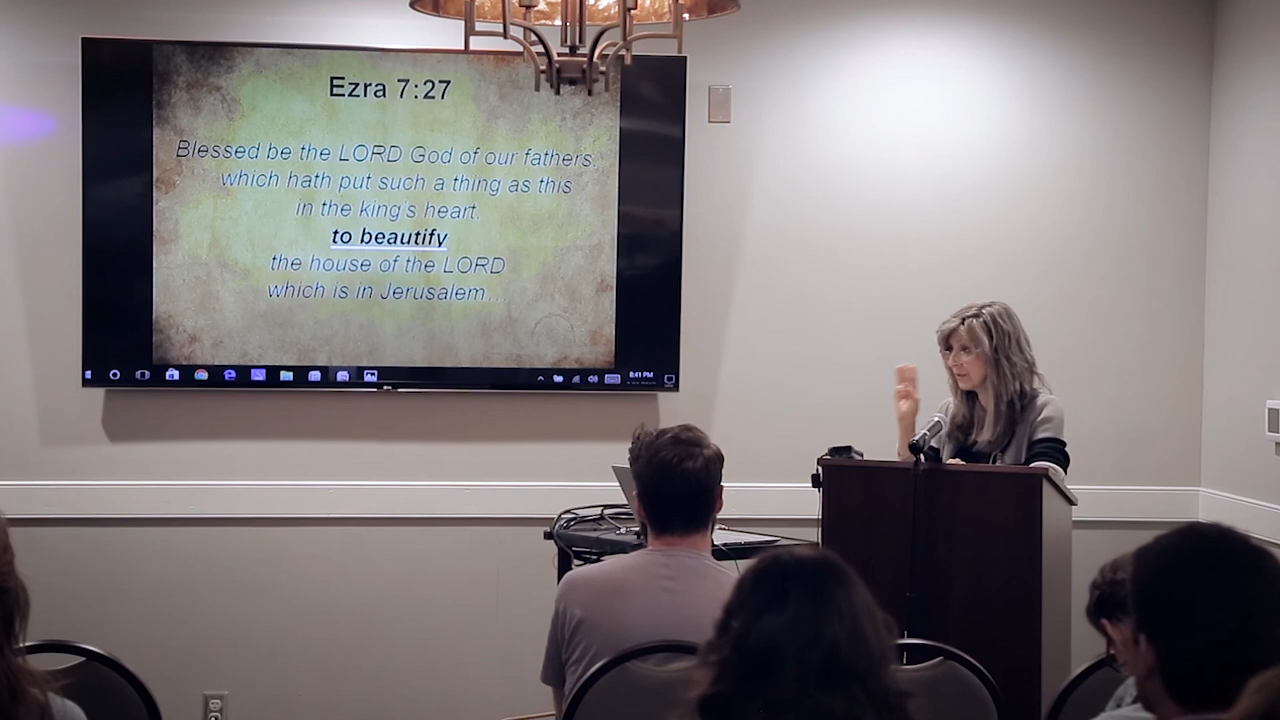 Ezra 7:27
Blessed be the LORD God of our fathers,
which hath put such a thing as this
in the king's heart,
to beautify
the house of the LORD
which is in Jerusalem...
8:41 PM